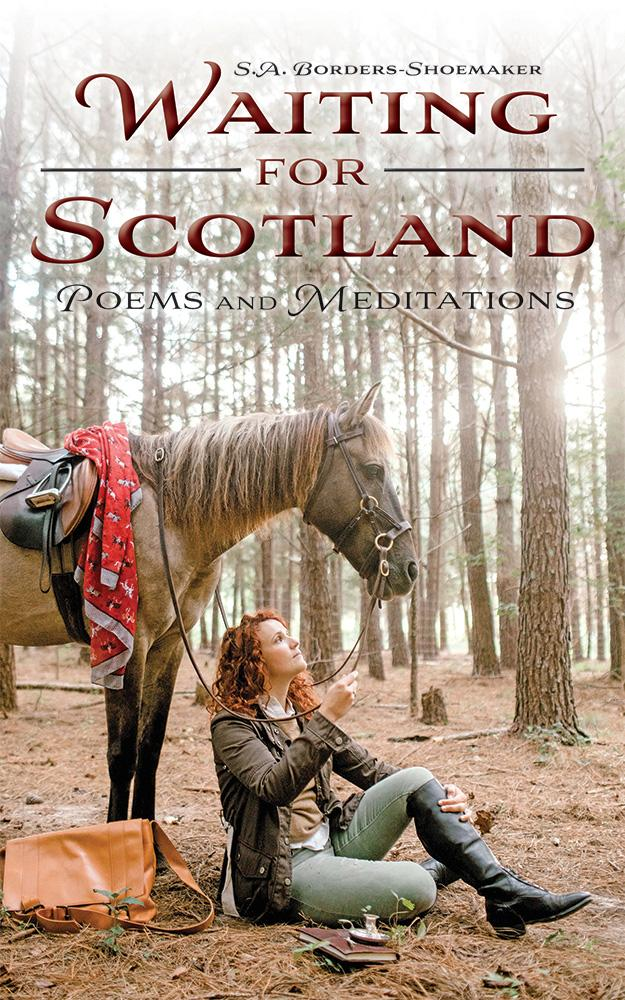 S.A. Borders-Shoemaker
Waiting
for
Scotland
Poems and Meditations